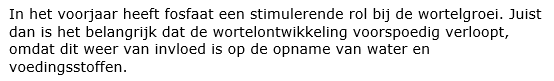 In het voorjaar heeft fosfaat een stimulerende rol bij de wortelgroei. Juist
dan is het belangrijk dat de wortelontwikkeling voorspoedig verloopt,
omdat dit weer van invloed is op de opname van water en
voedingsstoffen.